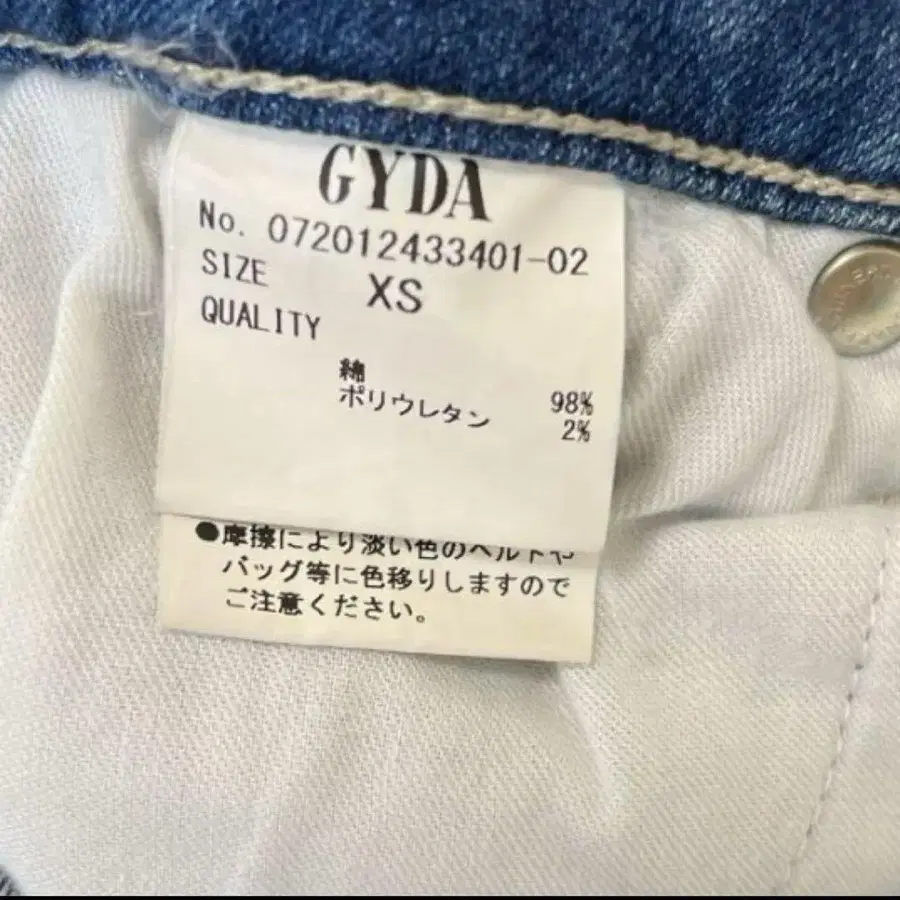 GYDA
No. 072012433401-02
SIZE XS
QUALITY
綿 98%
ポリウレタン 2%
●摩擦により淡い色のベルトや
バッグ等に色移りしますので
ご注意ください。